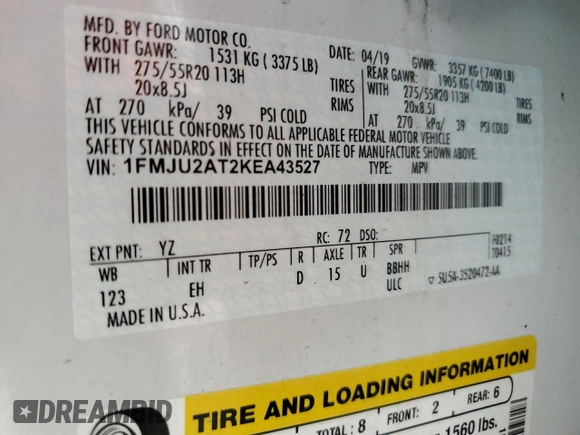 MFD. BY FORD MOTOR CO.
DATE: 04/19 GVWR: 3357 KG (7400 LB)
FRONT GAWR: 1531 KG (3375 LB) REAR GAWR: 1905 KG (4200 LB)
WITH 275/55R20 113H TIRES WITH 275/55R20 113H TIRES
20x8.5J RIMS 20x8.5J RIMS
AT 270 kPa/ 39 PSI COLD AT 270 kPa/ 39 PSI COLD
THIS VEHICLE CONFORMS TO ALL APPLICABLE FEDERAL MOTOR VEHICLE
SAFETY STANDARDS IN EFFECT ON THE DATE OF MANUFACTURE SHOWN ABOVE.
VIN: 1FMJU2AT2KEA43527 TYPE: MPV
F0214
T0415
EXT PNT: YZ RC: 72 DSO:
WB INT TR TP/PS R AXLE TR SPR
123 EH D 15 U BBHH
ULC ▽ 5U5A-3520472-AA
MADE IN U.S.A.
TIRE AND LOADING INFORMATION
TOTAL: 8 FRONT: 2 REAR: 6
1560 lbs.
DREAMBID